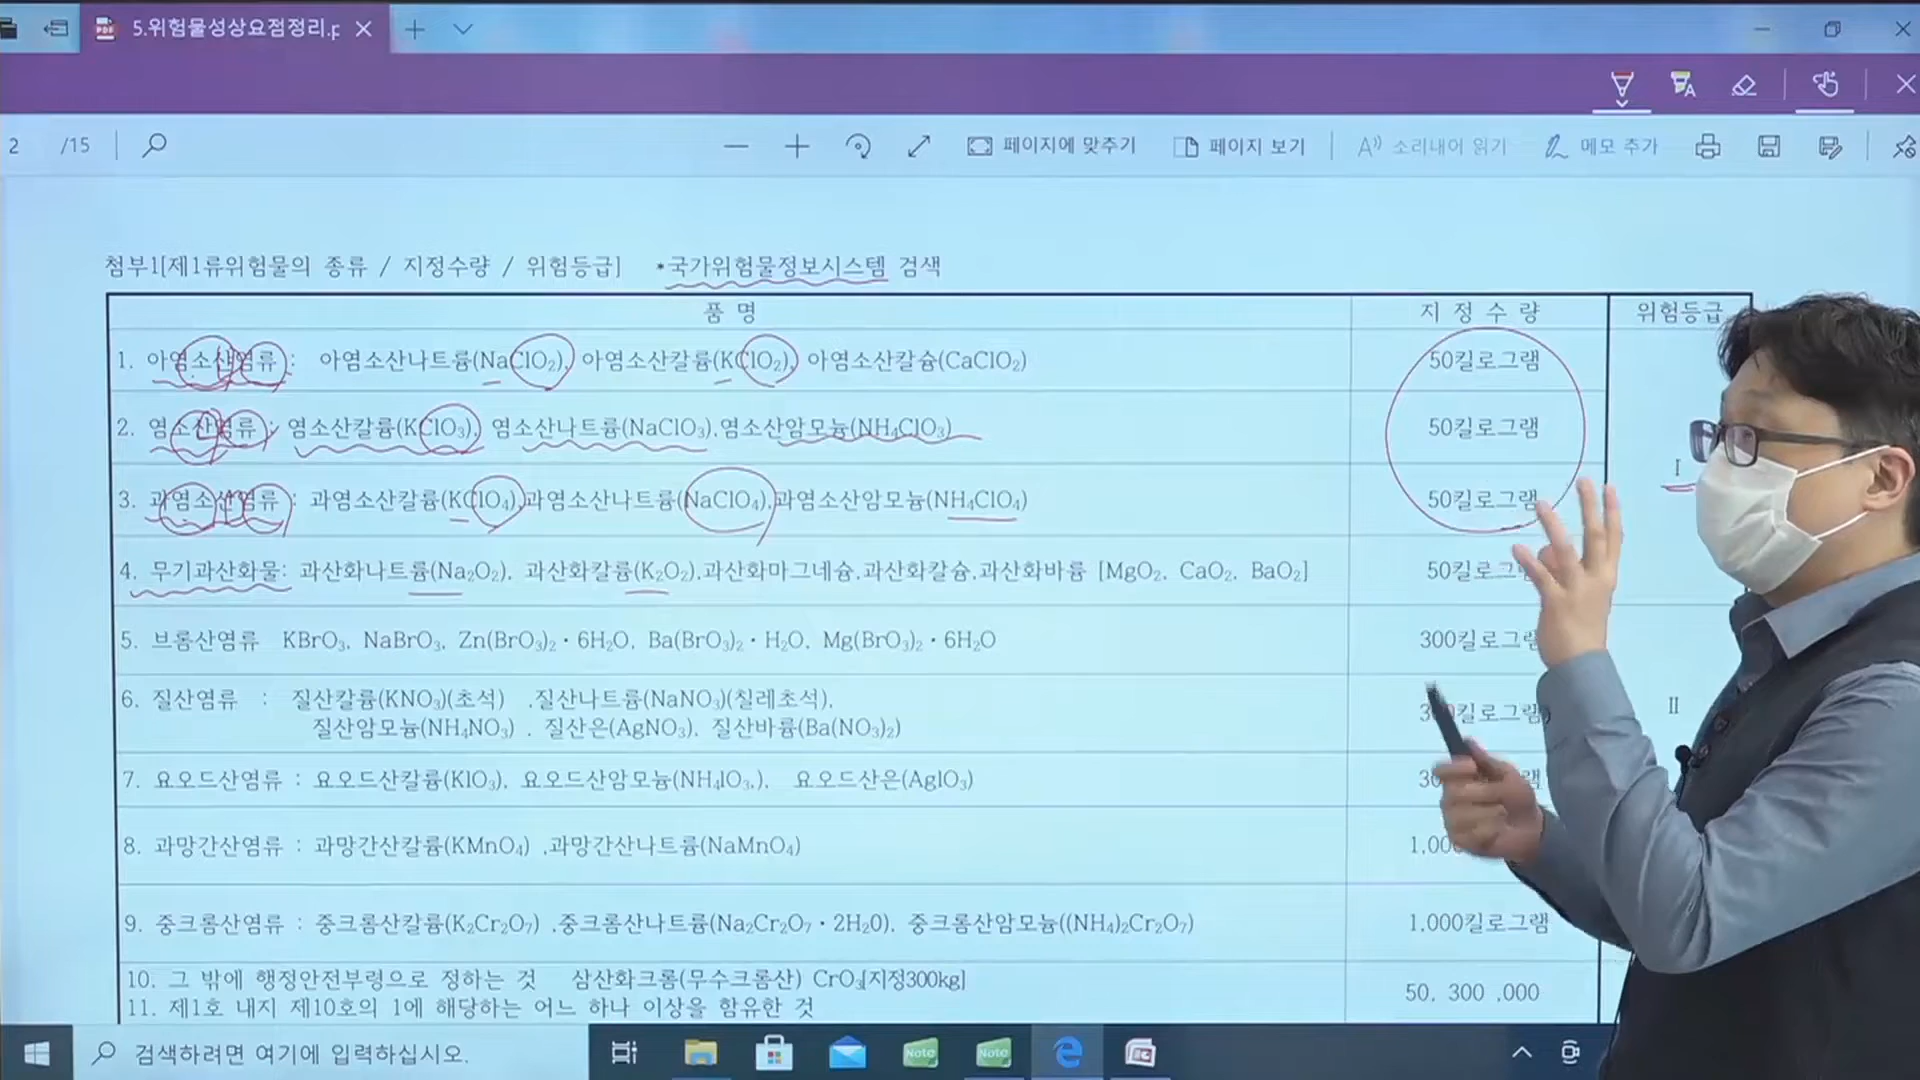 5.위험물성상요점정리.p
2 /15 페이지에 맞추기 페이지 보기 소리내어 읽기 메모 추가
첨부1[제1류위험물의 종류 / 지정수량 / 위험등급] *국가위험물정보시스템 검색
품 명 지 정 수 량 위험등급
1. 아염소산염류 : 아염소산나트륨(NaClO₂), 아염소산칼륨(KClO₂), 아염소산칼슘(CaClO₂) 50킬로그램
2. 염소산염류 : 염소산칼륨(KClO₃), 염소산나트륨(NaClO₃),염소산암모늄(NH₄ClO₃) 50킬로그램
Ⅰ
3. 과염소산염류 : 과염소산칼륨(KClO₄),과염소산나트륨(NaClO₄),과염소산암모늄(NH₄ClO₄) 50킬로그램
4. 무기과산화물: 과산화나트륨(Na₂O₂), 과산화칼륨(K₂O₂),과산화마그네슘,과산화칼슘,과산화바륨 [MgO₂, CaO₂, BaO₂] 50킬로그
5. 브롬산염류 KBrO₃, NaBrO₃, Zn(BrO₃)₂·6H₂O, Ba(BrO₃)₂·H₂O, Mg(BrO₃)₂·6H₂O 300킬로그
6. 질산염류 : 질산칼륨(KNO₃)(초석) ,질산나트륨(NaNO₃)(칠레초석),
질산암모늄(NH₄NO₃) . 질산은(AgNO₃), 질산바륨(Ba(NO₃)₂) 300킬로그램 Ⅱ
7. 요오드산염류 : 요오드산칼륨(KIO₃), 요오드산암모늄(NH₄IO₃,), 요오드산은(AgIO₃)
8. 과망간산염류 : 과망간산칼륨(KMnO₄) ,과망간산나트륨(NaMnO₄) 1,000
9. 중크롬산염류 : 중크롬산칼륨(K₂Cr₂O₇) ,중크롬산나트륨(Na₂Cr₂O₇·2H₂0), 중크롬산암모늄((NH₄)₂Cr₂O₇) 1,000킬로그램
10. 그 밖에 행정안전부령으로 정하는 것 삼산화크롬(무수크롬산) CrO₃[지정300kg]
50, 300 ,000
11. 제1호 내지 제10호의 1에 해당하는 어느 하나 이상을 함유한 것
검색하려면 여기에 입력하십시오.
Note Note